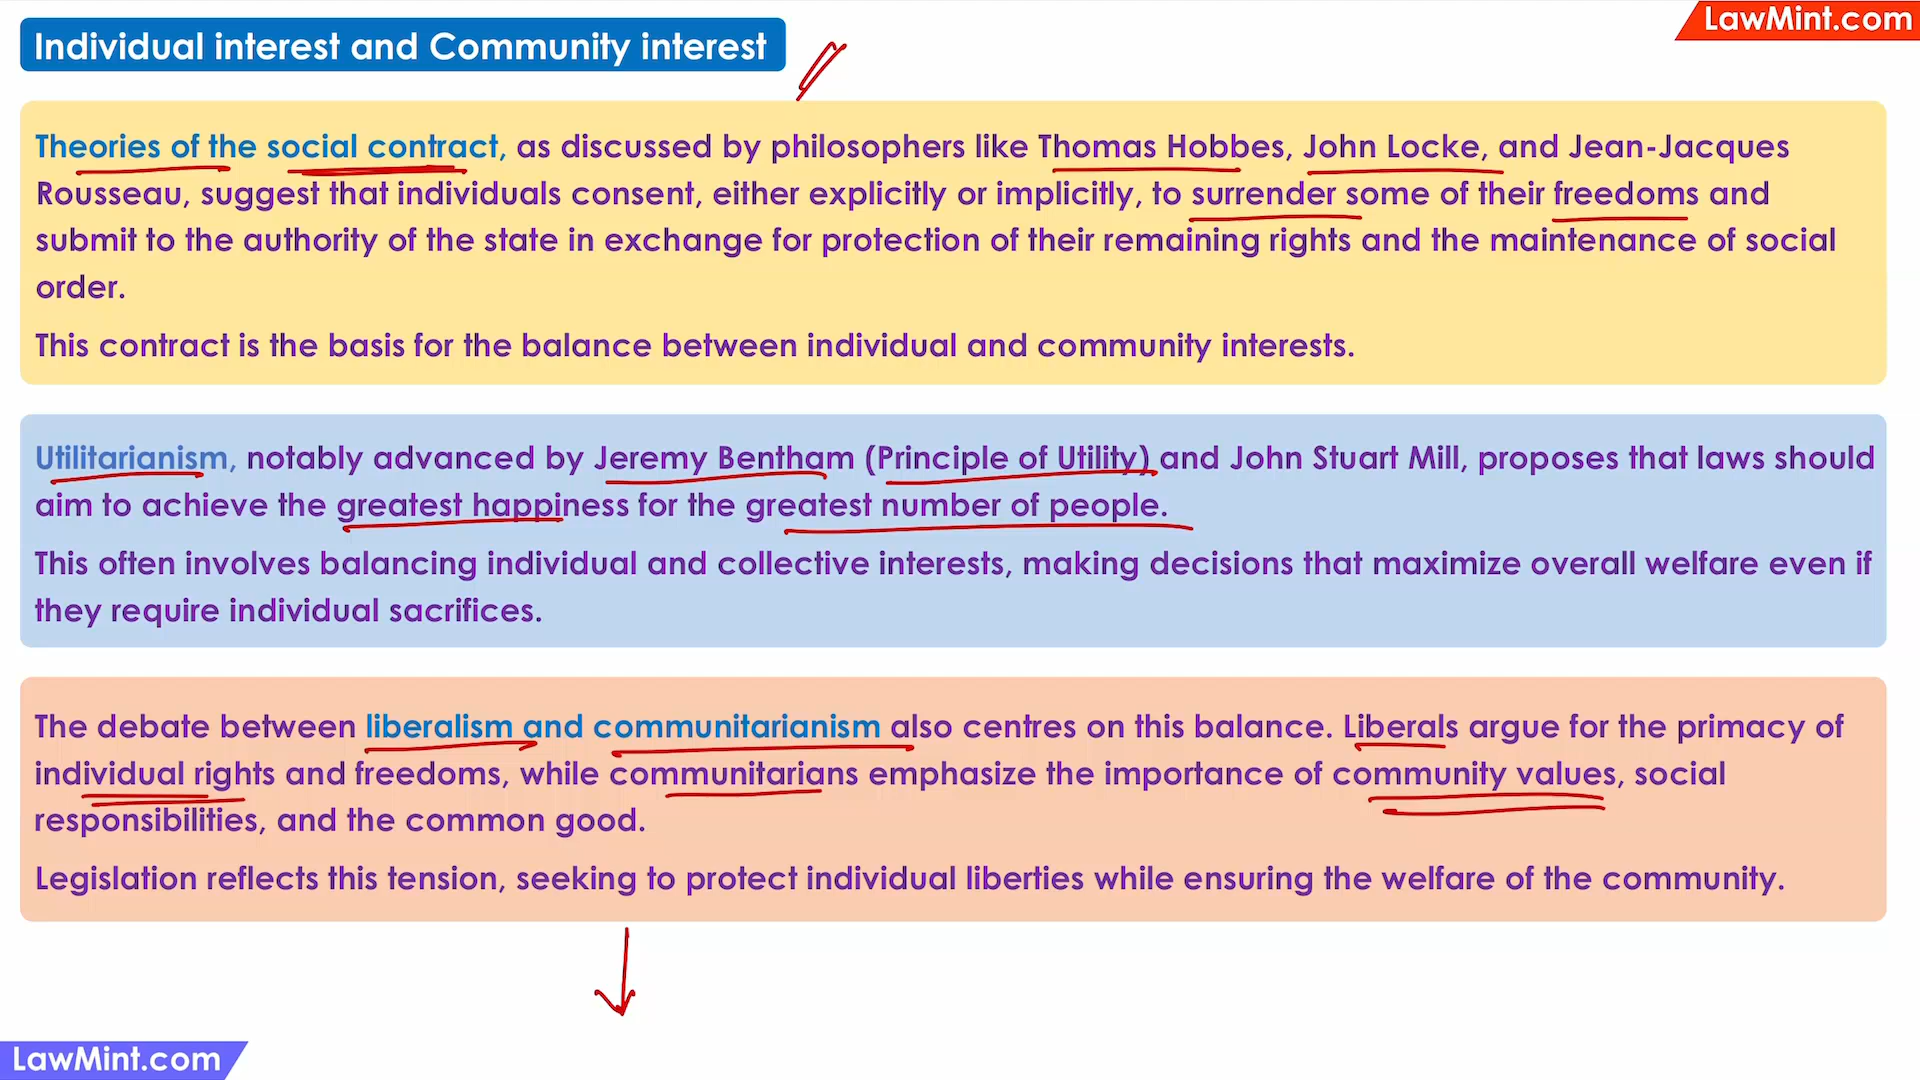 Individual interest and Community interest
LawMint.com
Theories of the social contract, as discussed by philosophers like Thomas Hobbes, John Locke, and Jean-Jacques
Rousseau, suggest that individuals consent, either explicitly or implicitly, to surrender some of their freedoms and
submit to the authority of the state in exchange for protection of their remaining rights and the maintenance of social
order.
This contract is the basis for the balance between individual and community interests.
Utilitarianism, notably advanced by Jeremy Bentham (Principle of Utility) and John Stuart Mill, proposes that laws should
aim to achieve the greatest happiness for the greatest number of people.
This often involves balancing individual and collective interests, making decisions that maximize overall welfare even if
they require individual sacrifices.
The debate between liberalism and communitarianism also centres on this balance. Liberals argue for the primacy of
individual rights and freedoms, while communitarians emphasize the importance of community values, social
responsibilities, and the common good.
Legislation reflects this tension, seeking to protect individual liberties while ensuring the welfare of the community.
LawMint.com